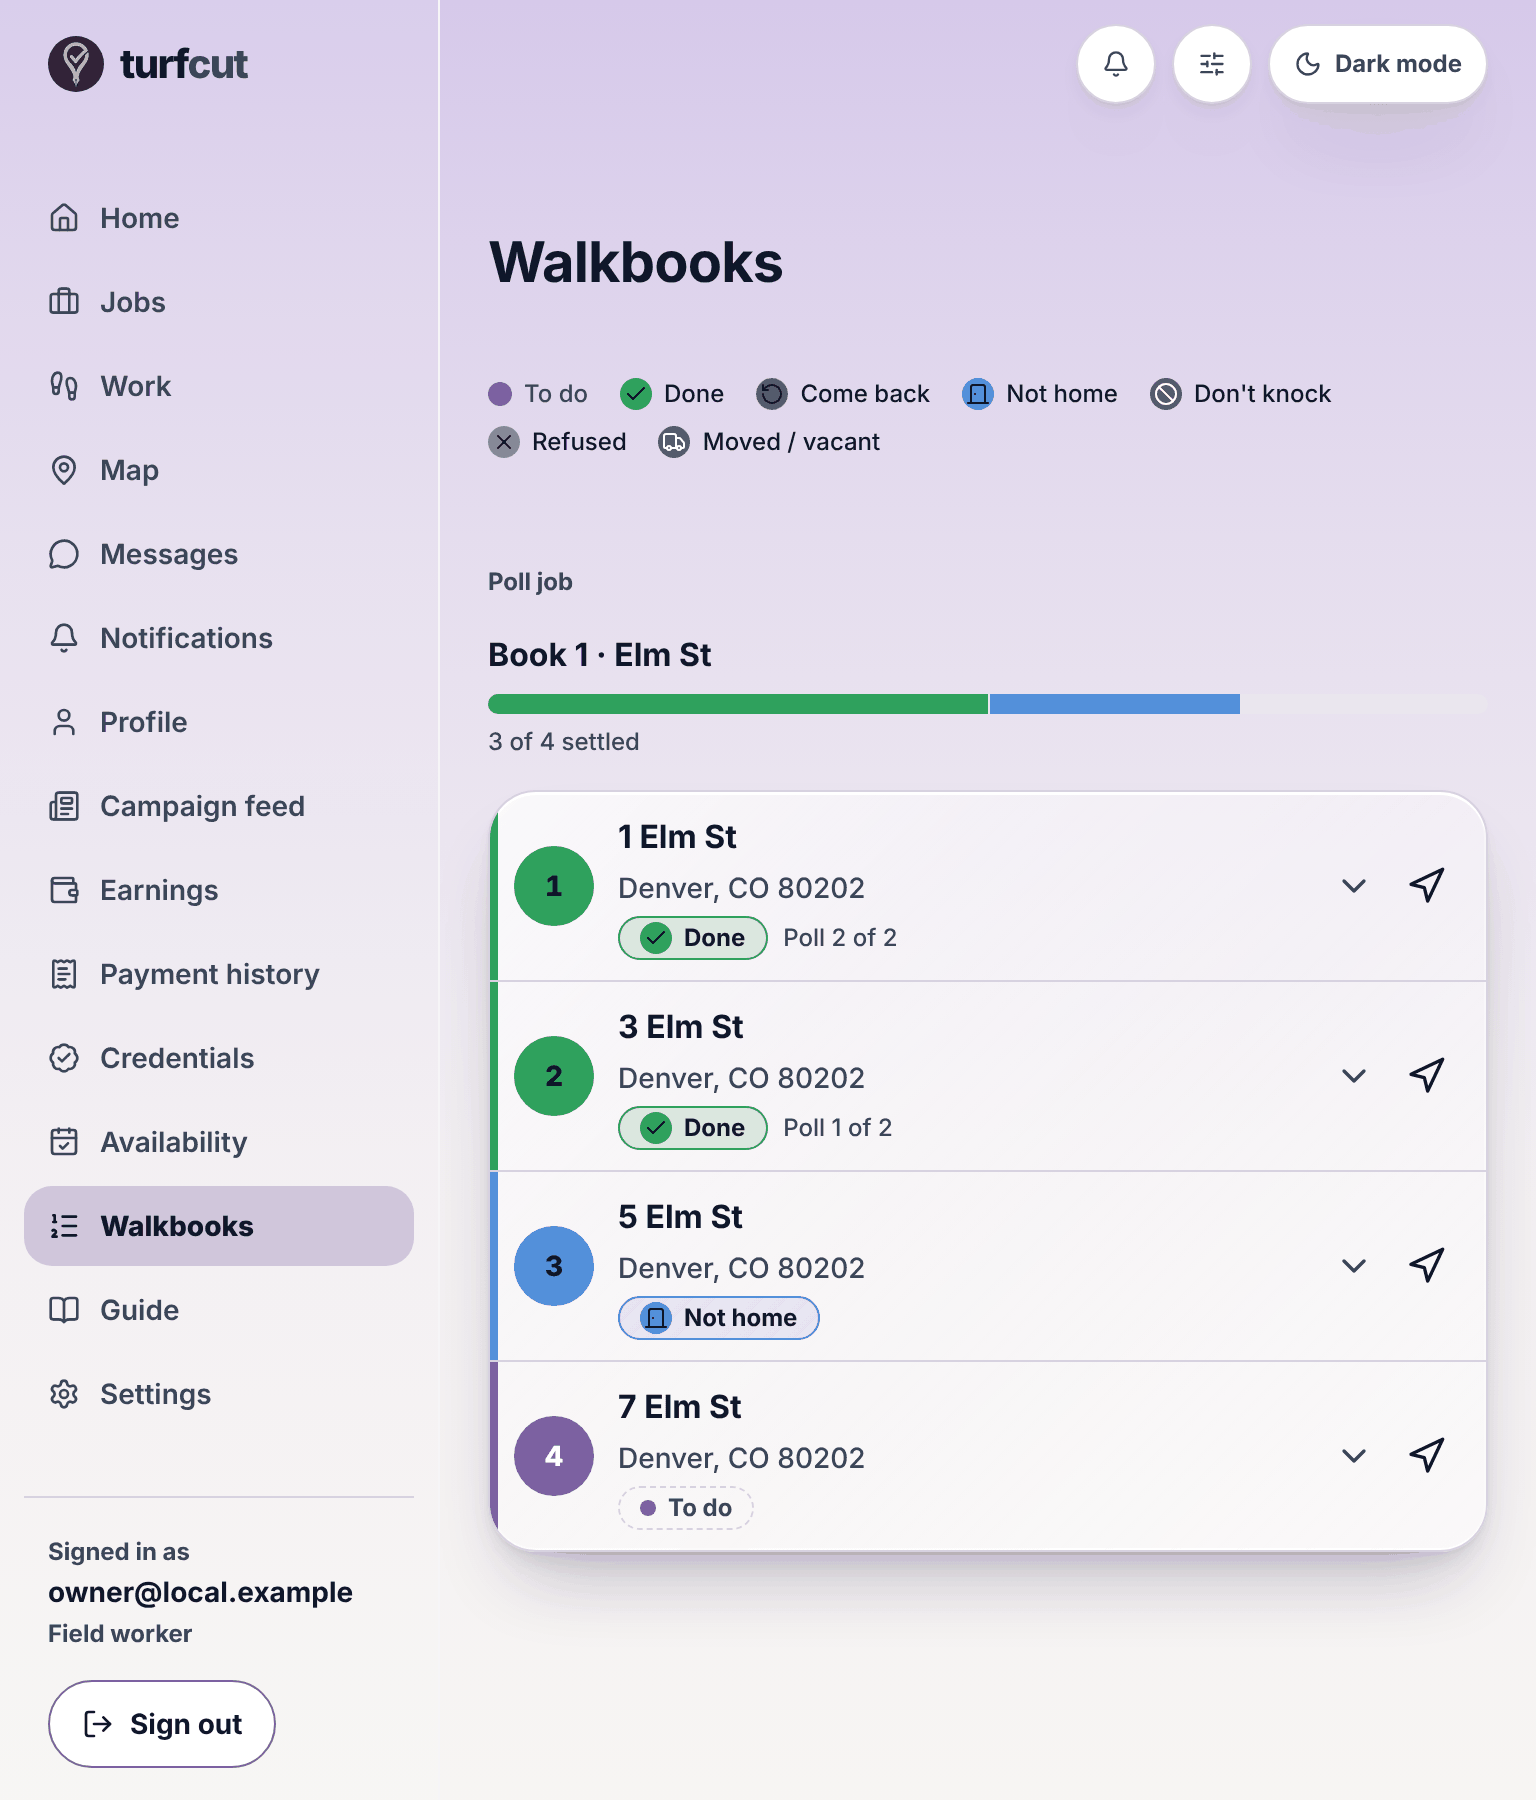 turfcut
Dark mode
Home
Jobs
Work
Map
Messages
Notifications
Profile
Campaign feed
Earnings
Payment history
Credentials
Availability
Walkbooks
Guide
Settings
Signed in as
owner@local.example
Field worker
Sign out
Walkbooks
To do Done Come back Not home Don't knock
Refused Moved / vacant
Poll job
Book 1 · Elm St
3 of 4 settled
1
1 Elm St
Denver, CO 80202
Done Poll 2 of 2
2
3 Elm St
Denver, CO 80202
Done Poll 1 of 2
3
5 Elm St
Denver, CO 80202
Not home
4
7 Elm St
Denver, CO 80202
To do